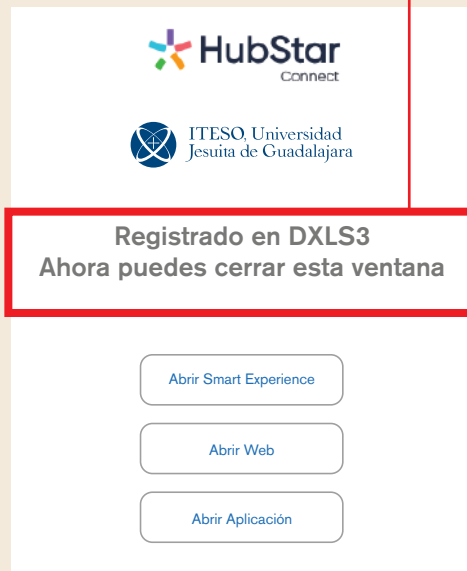 HubStar
Connect
ITESO, Universidad
Jesuita de Guadalajara
Registrado en DXLS3
Ahora puedes cerrar esta ventana
Abrir Smart Experience
Abrir Web
Abrir Aplicación